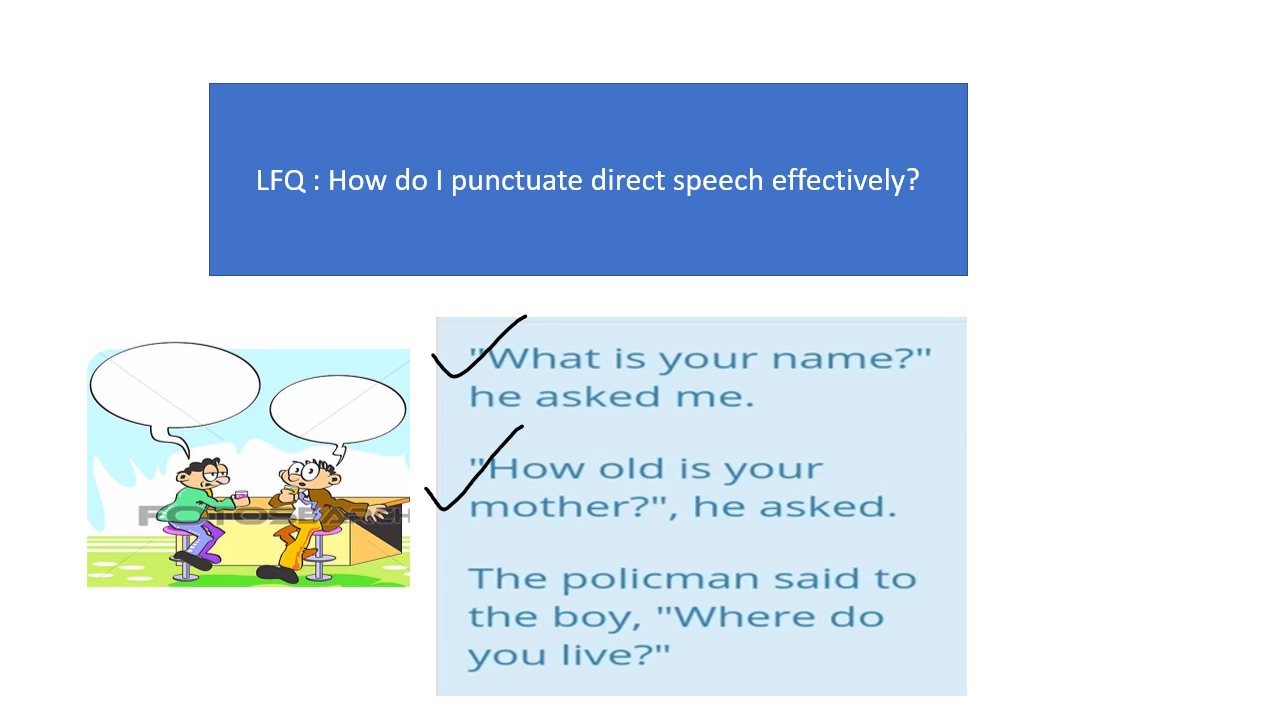 LFQ : How do I punctuate direct speech effectively?
"What is your name?"
he asked me.
"How old is your
mother?", he asked.
The policman said to
the boy, "Where do
you live?"
FOTOSEARCH